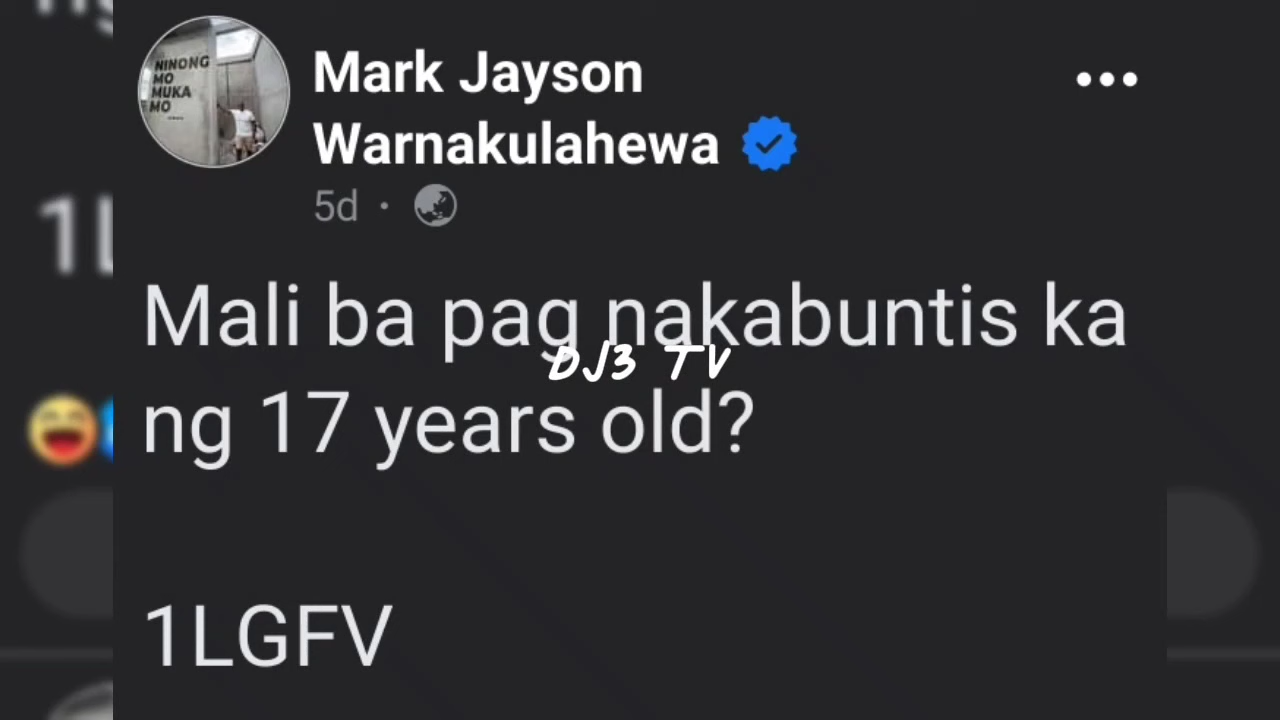 NINONG
MO
MUKA
MO
Mark Jayson
Warnakulahewa
5d
Mali ba pag nakabuntis ka
DJ3 TV
ng 17 years old?
1LGFV